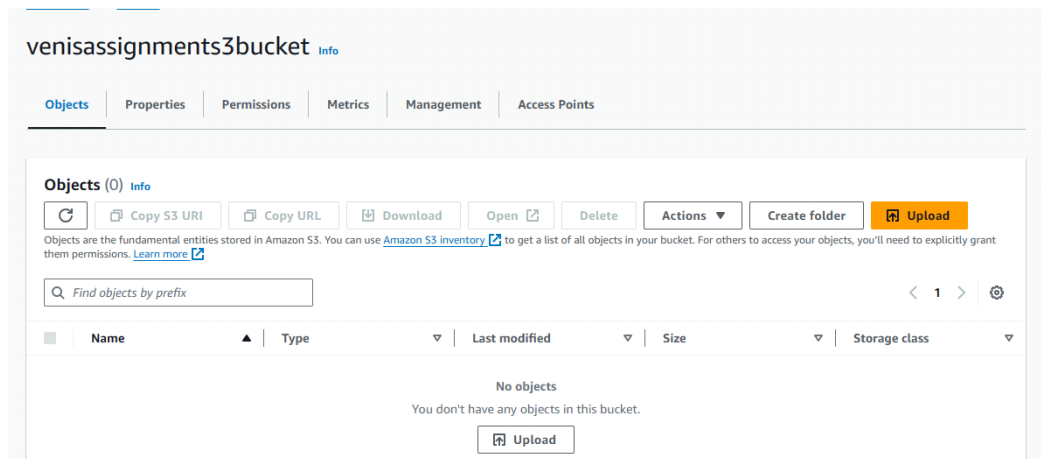 venisassignments3bucket Info
Objects Properties Permissions Metrics Management Access Points
Objects (0) Info
Copy S3 URI Copy URL Download Open Delete Actions Create folder Upload
Objects are the fundamental entities stored in Amazon S3. You can use Amazon S3 inventory to get a list of all objects in your bucket. For others to access your objects, you'll need to explicitly grant
them permissions. Learn more
Find objects by prefix 1
Name Type Last modified Size Storage class
No objects
You don't have any objects in this bucket.
Upload